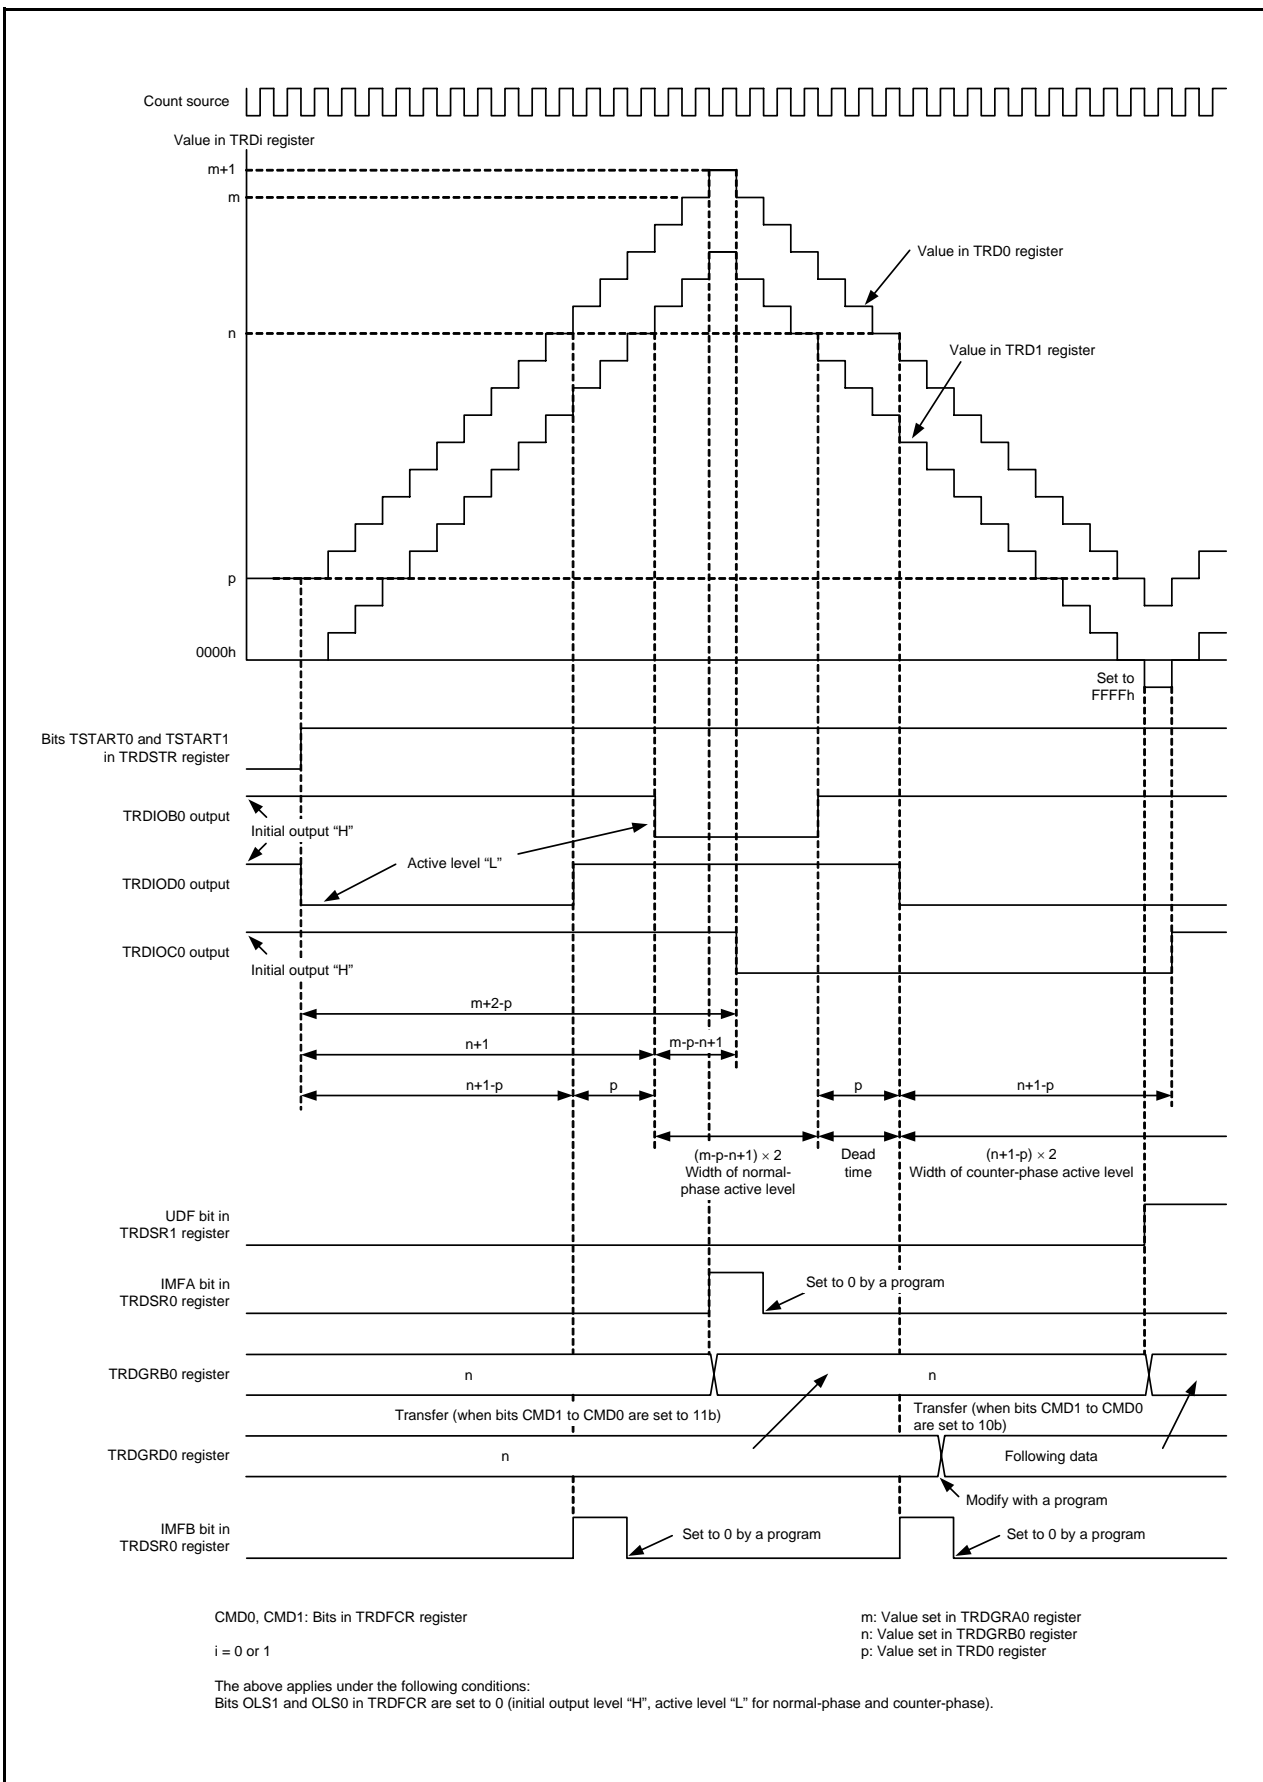 Count source
Value in TRDi register
m+1
m
Value in TRD0 register
n
Value in TRD1 register
p
0000h
Set to
FFFFh
Bits TSTART0 and TSTART1
in TRDSTR register
TRDIOB0 output
Initial output “H”
Active level “L”
TRDIOD0 output
TRDIOC0 output
Initial output “H”
m+2-p
n+1
m-p-n+1
n+1-p
p
p
n+1-p
(m-p-n+1) × 2
Width of normal-
phase active level
Dead
time
(n+1-p) × 2
Width of counter-phase active level
UDF bit in
TRDSR1 register
IMFA bit in
TRDSR0 register
Set to 0 by a program
TRDGRB0 register
n
n
Transfer (when bits CMD1 to CMD0 are set to 11b)
Transfer (when bits CMD1 to CMD0
are set to 10b)
TRDGRD0 register
n
Following data
Modify with a program
IMFB bit in
TRDSR0 register
Set to 0 by a program
Set to 0 by a program
CMD0, CMD1: Bits in TRDFCR register
i = 0 or 1
m: Value set in TRDGRA0 register
n: Value set in TRDGRB0 register
p: Value set in TRD0 register
The above applies under the following conditions:
Bits OLS1 and OLS0 in TRDFCR are set to 0 (initial output level “H”, active level “L” for normal-phase and counter-phase).